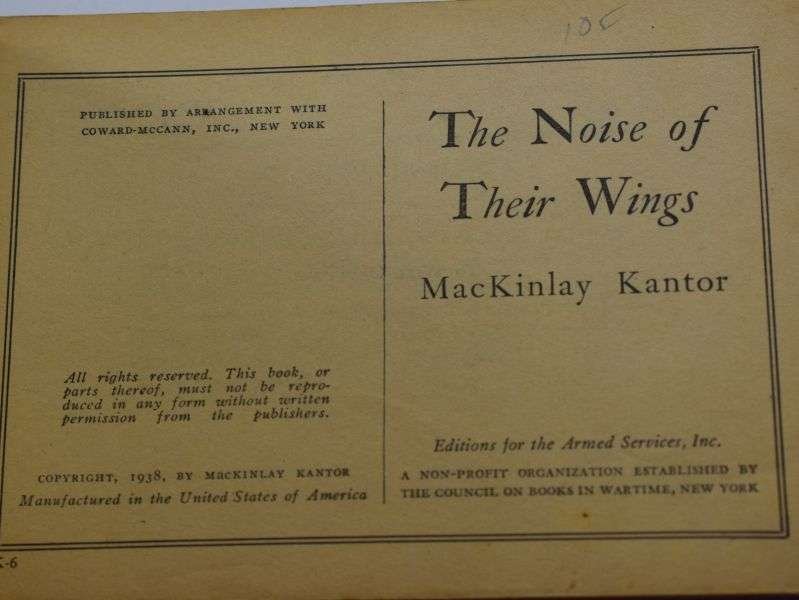 105
PUBLISHED BY ARRANGEMENT WITH
COWARD-MCCANN, INC., NEW YORK
All rights reserved. This book, or
parts thereof, must not be repro-
duced in any form without written
permission from the publishers.
COPYRIGHT, 1938, BY MACKINLAY KANTOR
Manufactured in the United States of America
The Noise of
Their Wings
MacKinlay Kantor
Editions for the Armed Services, Inc.
A NON-PROFIT ORGANIZATION ESTABLISHED BY
THE COUNCIL ON BOOKS IN WARTIME, NEW YORK